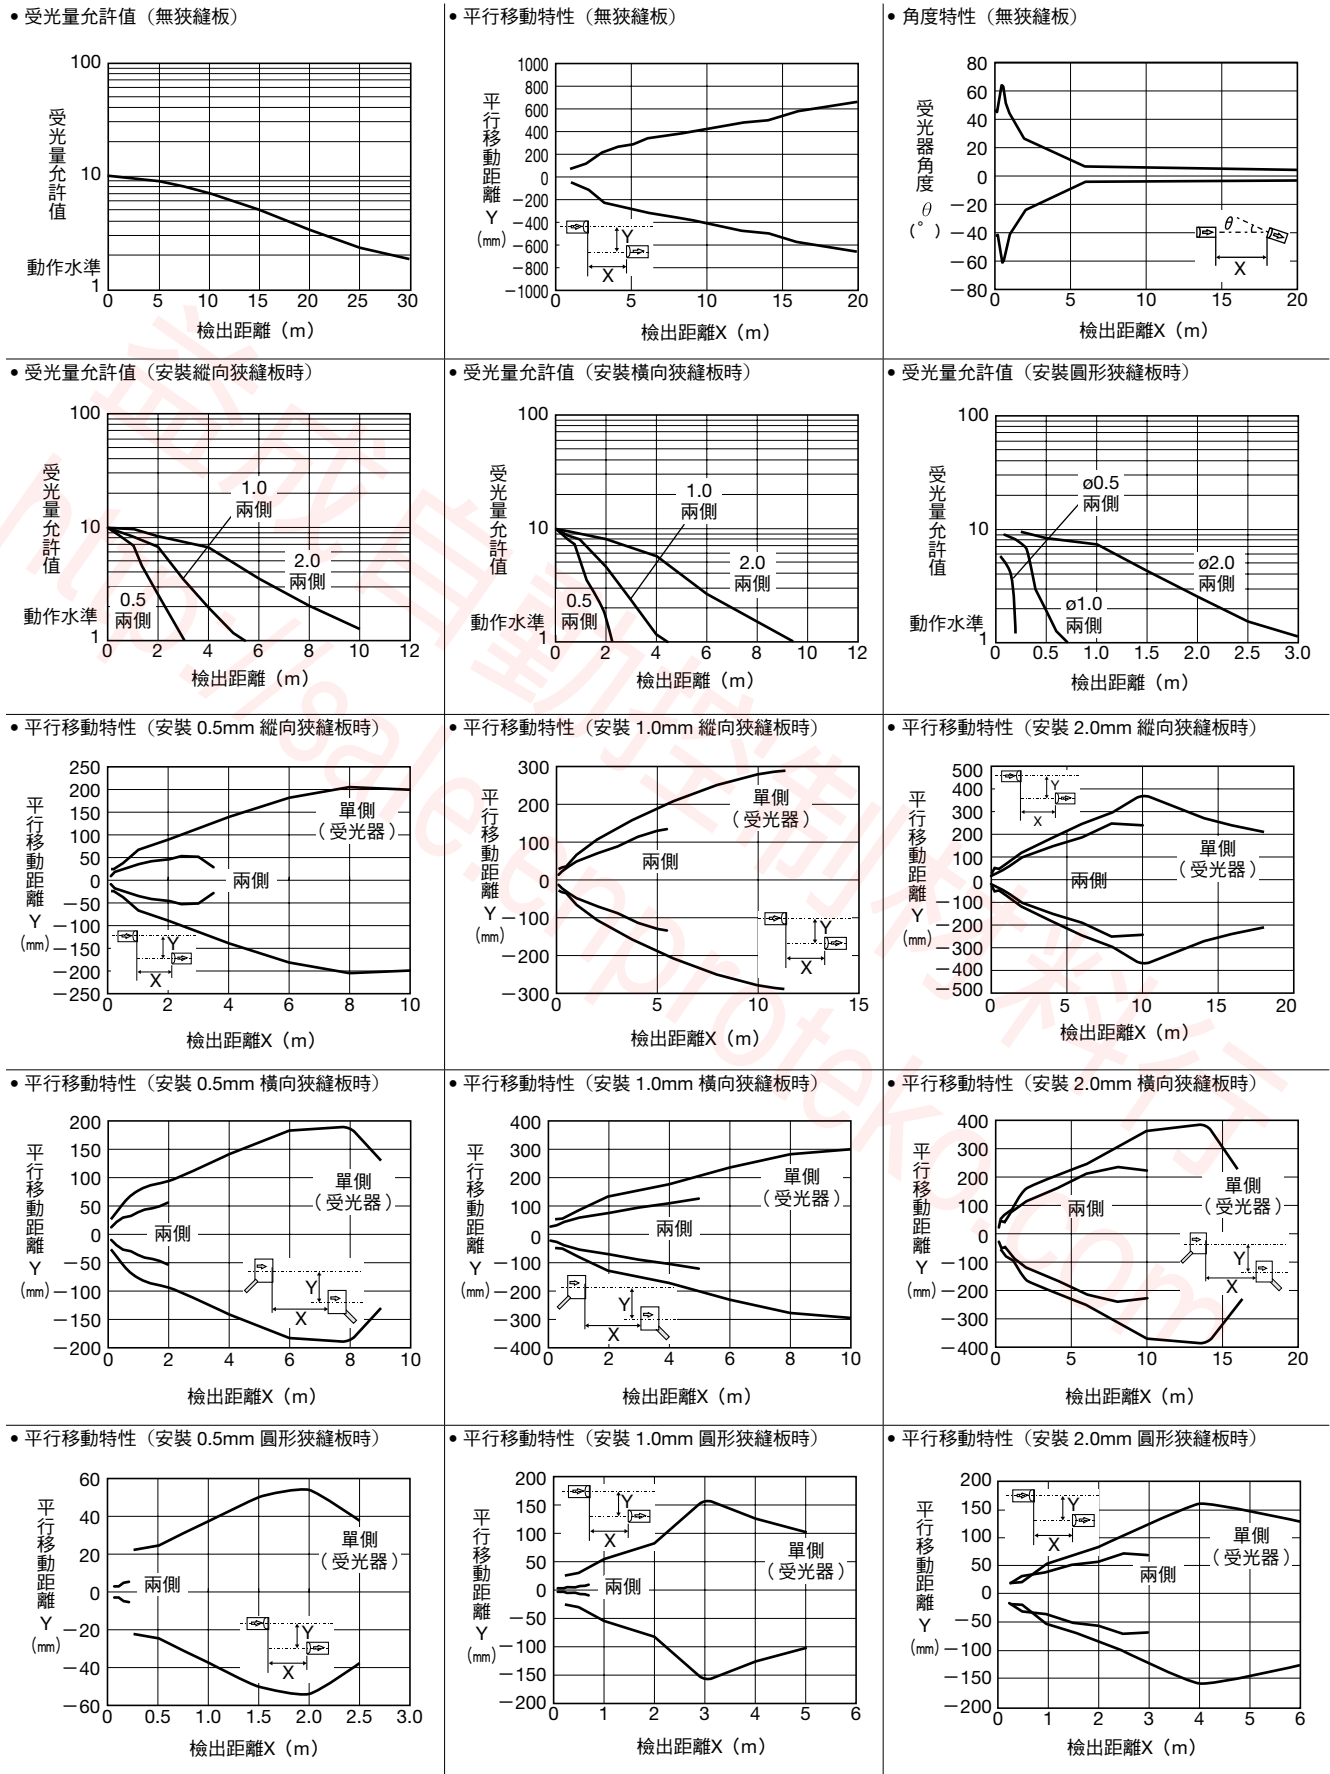 • 受光量允許值（無狹縫板）
100
10
1
受光量允許值
動作水準
0 5 10 15 20 25 30
檢出距離（m）
• 平行移動特性（無狹縫板）
1000
800
600
400
200
0
－200
－400
－600
－800
－1000
平行移動距離 Y (mm)
Y
X
0 5 10 15 20
檢出距離X（m）
• 角度特性（無狹縫板）
80
60
40
20
0
－20
－40
－60
－80
受光器角度 θ (°)
θ
X
0 5 10 15 20
檢出距離X（m）
• 受光量允許值（安裝縱向狹縫板時）
100
10
1
受光量允許值
動作水準
1.0
兩側
2.0
兩側
0.5
兩側
0 2 4 6 8 10 12
檢出距離（m）
• 受光量允許值（安裝橫向狹縫板時）
100
10
1
受光量允許值
動作水準
1.0
兩側
2.0
兩側
0.5
兩側
0 2 4 6 8 10 12
檢出距離（m）
• 受光量允許值（安裝圓形狹縫板時）
100
10
1
受光量允許值
動作水準
ø0.5
兩側
ø2.0
兩側
ø1.0
兩側
0 0.5 1.0 1.5 2.0 2.5 3.0
檢出距離（m）
• 平行移動特性（安裝 0.5mm 縱向狹縫板時）
250
200
150
100
50
0
－50
－100
－150
－200
－250
平行移動距離 Y (mm)
單側
（受光器）
兩側
Y
X
0 2 4 6 8 10
檢出距離X（m）
• 平行移動特性（安裝 1.0mm 縱向狹縫板時）
300
200
100
0
－100
－200
－300
平行移動距離 Y (mm)
單側
（受光器）
兩側
Y
X
0 5 10 15
檢出距離X（m）
• 平行移動特性（安裝 2.0mm 縱向狹縫板時）
500
400
300
200
100
0
－100
－200
－300
－400
－500
平行移動距離 Y (mm)
Y
X
單側
（受光器）
兩側
0 5 10 15 20
檢出距離X（m）
• 平行移動特性（安裝 0.5mm 橫向狹縫板時）
200
150
100
50
0
－50
－100
－150
－200
平行移動距離 Y (mm)
單側
（受光器）
兩側
Y
X
0 2 4 6 8 10
檢出距離X（m）
• 平行移動特性（安裝 1.0mm 橫向狹縫板時）
400
300
200
100
0
－100
－200
－300
－400
平行移動距離 Y (mm)
單側
（受光器）
兩側
Y
X
0 2 4 6 8 10
檢出距離X（m）
• 平行移動特性（安裝 2.0mm 橫向狹縫板時）
400
300
200
100
0
－100
－200
－300
－400
平行移動距離 Y (mm)
單側
（受光器）
兩側
Y
X
0 5 10 15 20
檢出距離X（m）
• 平行移動特性（安裝 0.5mm 圓形狹縫板時）
60
40
20
0
－20
－40
－60
平行移動距離 Y (mm)
單側
（受光器）
兩側
Y
X
0 0.5 1.0 1.5 2.0 2.5 3.0
檢出距離X（m）
• 平行移動特性（安裝 1.0mm 圓形狹縫板時）
200
150
100
50
0
－50
－100
－150
－200
平行移動距離 Y (mm)
Y
X
單側
（受光器）
兩側
0 1 2 3 4 5 6
檢出距離X（m）
• 平行移動特性（安裝 2.0mm 圓形狹縫板時）
200
150
100
50
0
－50
－100
－150
－200
平行移動距離 Y (mm)
Y
X
單側
（受光器）
兩側
0 1 2 3 4 5 6
檢出距離X（m）
益成自動控制材料行
http://sale.enproteko.com